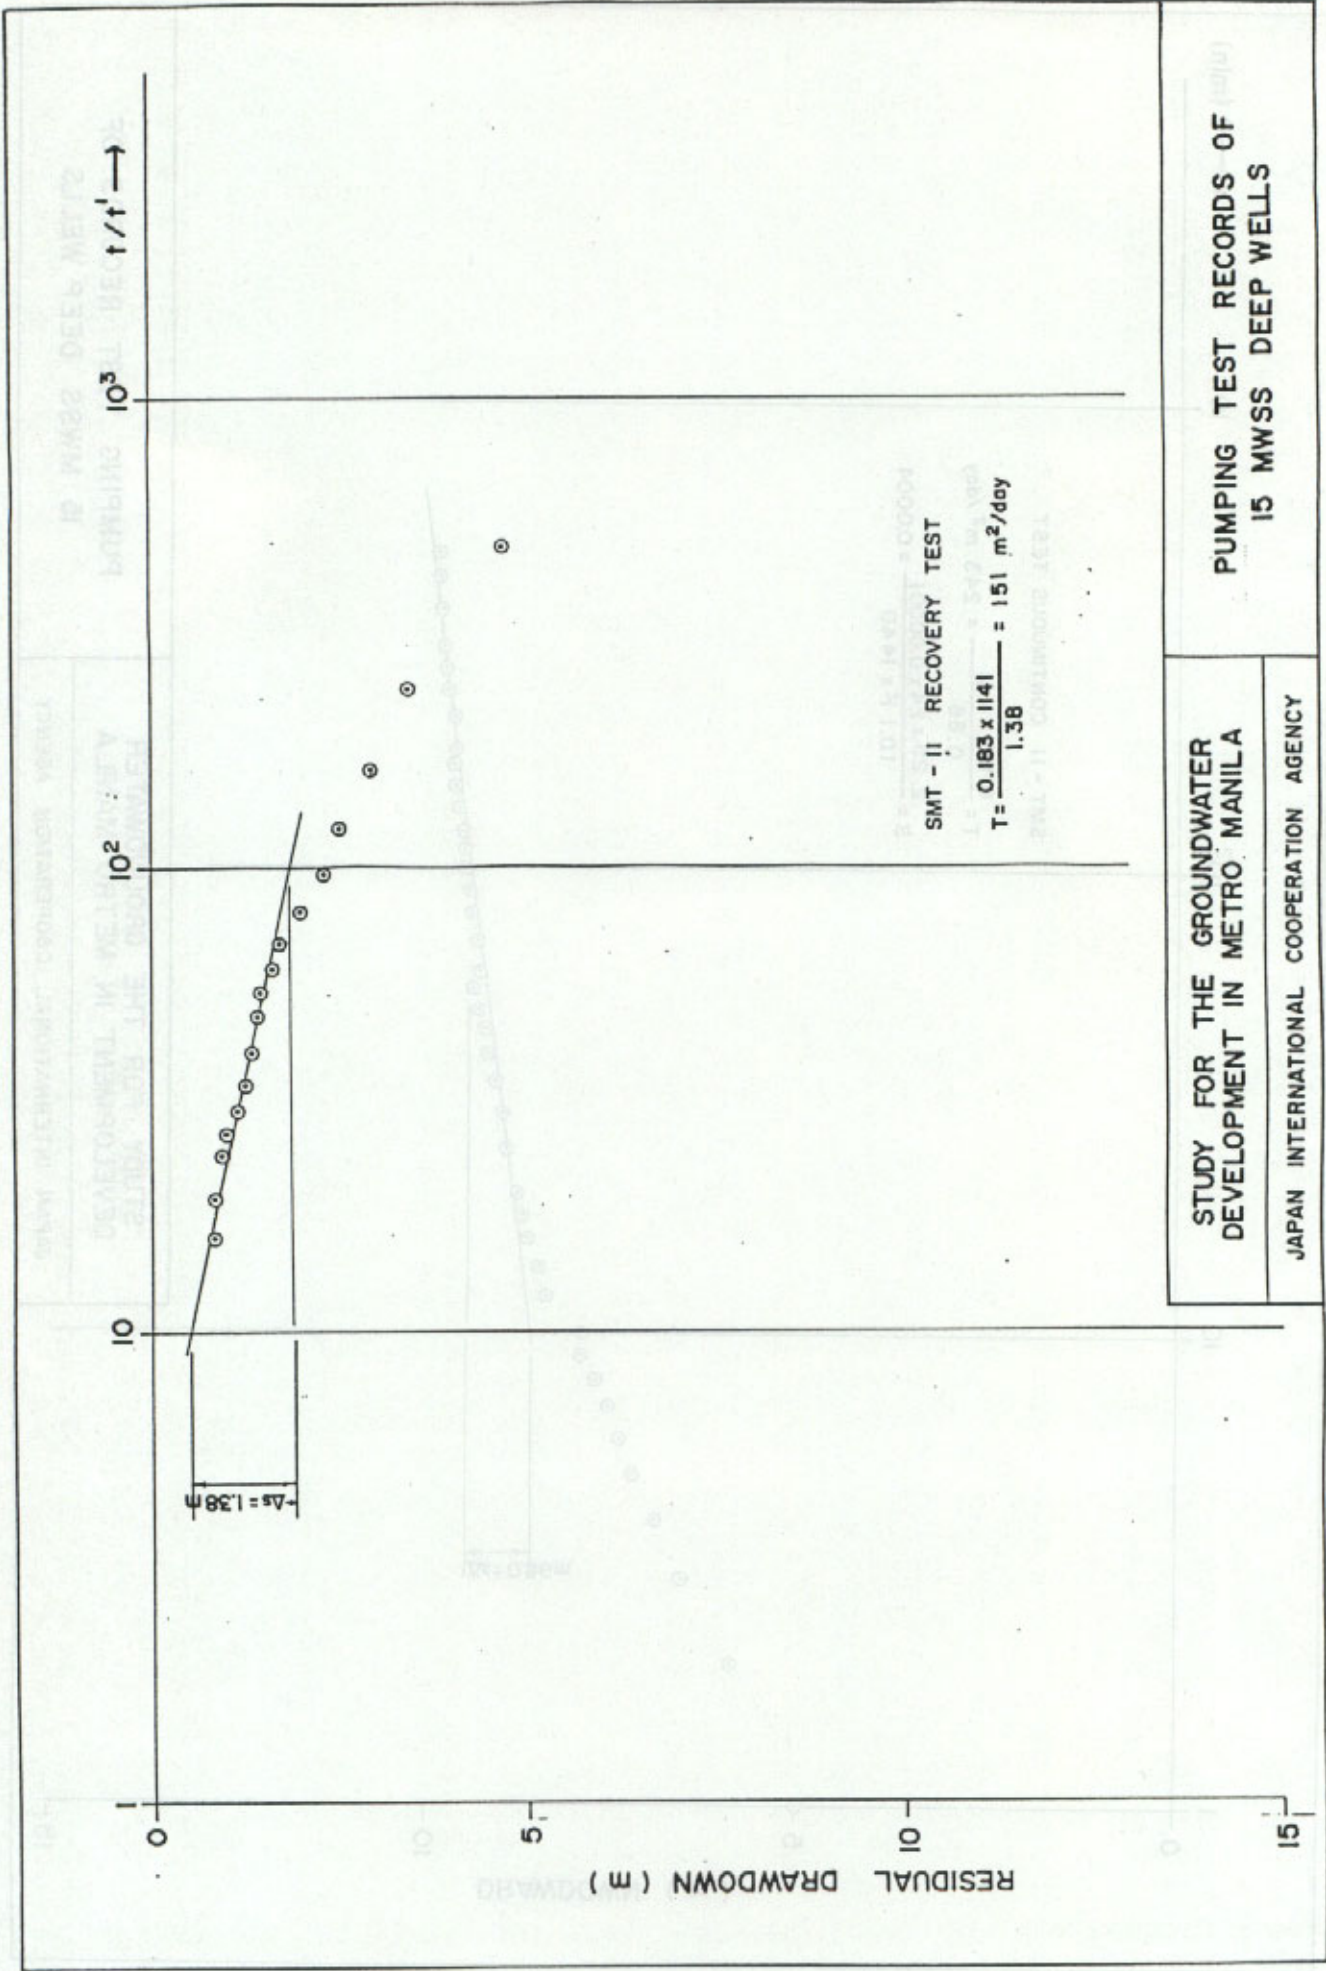 t/t' →
1
10
10²
10³
0
5
10
15
RESIDUAL DRAWDOWN (m)
Δs = 1.38 m
SMT - 11 RECOVERY TEST
T = 0.183 x 1141 / 1.38 = 151 m²/day
STUDY FOR THE GROUNDWATER
DEVELOPMENT IN METRO MANILA
JAPAN INTERNATIONAL COOPERATION AGENCY
PUMPING TEST RECORDS OF
15 MWSS DEEP WELLS